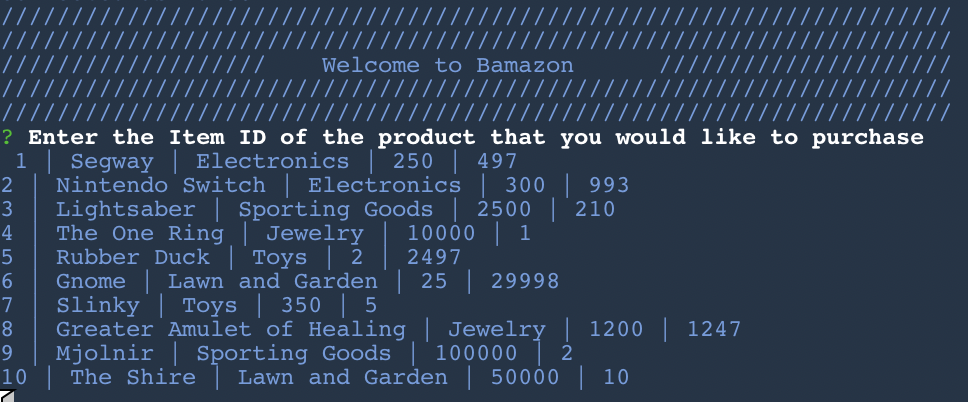 ////////////////////////////////////////////////////////////////////
////////////////////////////////////////////////////////////////////
///////////////////    Welcome to Bamazon      /////////////////////
////////////////////////////////////////////////////////////////////
////////////////////////////////////////////////////////////////////
? Enter the Item ID of the product that you would like to purchase
 1 | Segway | Electronics | 250 | 497
2 | Nintendo Switch | Electronics | 300 | 993
3 | Lightsaber | Sporting Goods | 2500 | 210
4 | The One Ring | Jewelry | 10000 | 1
5 | Rubber Duck | Toys | 2 | 2497
6 | Gnome | Lawn and Garden | 25 | 29998
7 | Slinky | Toys | 350 | 5
8 | Greater Amulet of Healing | Jewelry | 1200 | 1247
9 | Mjolnir | Sporting Goods | 100000 | 2
10 | The Shire | Lawn and Garden | 50000 | 10